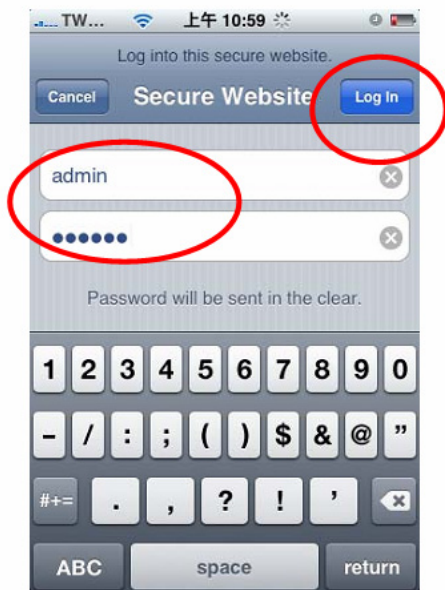 TW... 上午 10:59
Log into this secure website.
Cancel Secure Website Log In
admin
●●●●●●
Password will be sent in the clear.
1 2 3 4 5 6 7 8 9 0
- / : ; ( ) $ & @ ”
#+= . , ? ! ’
ABC space return